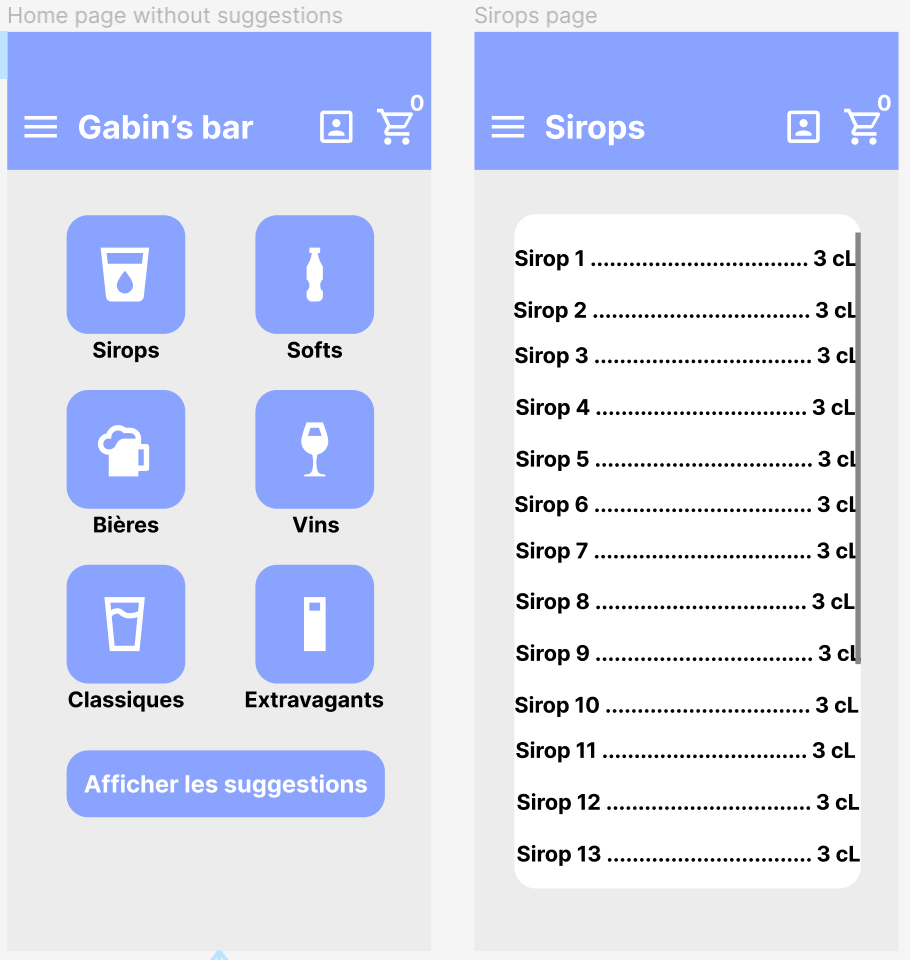 Home page without suggestions
Gabin’s bar
0
Sirops
Softs
Bières
Vins
Classiques
Extravagants
Afficher les suggestions
Sirops page
Sirops
0
Sirop 1 .................................. 3 cL
Sirop 2 .................................. 3 cL
Sirop 3 .................................. 3 cL
Sirop 4 ................................. 3 cL
Sirop 5 .................................. 3 cL
Sirop 6 .................................. 3 cL
Sirop 7 .................................. 3 cL
Sirop 8 ................................. 3 cL
Sirop 9 .................................. 3 cL
Sirop 10 ................................ 3 cL
Sirop 11 ................................ 3 cL
Sirop 12 ................................ 3 cL
Sirop 13 ................................ 3 cL